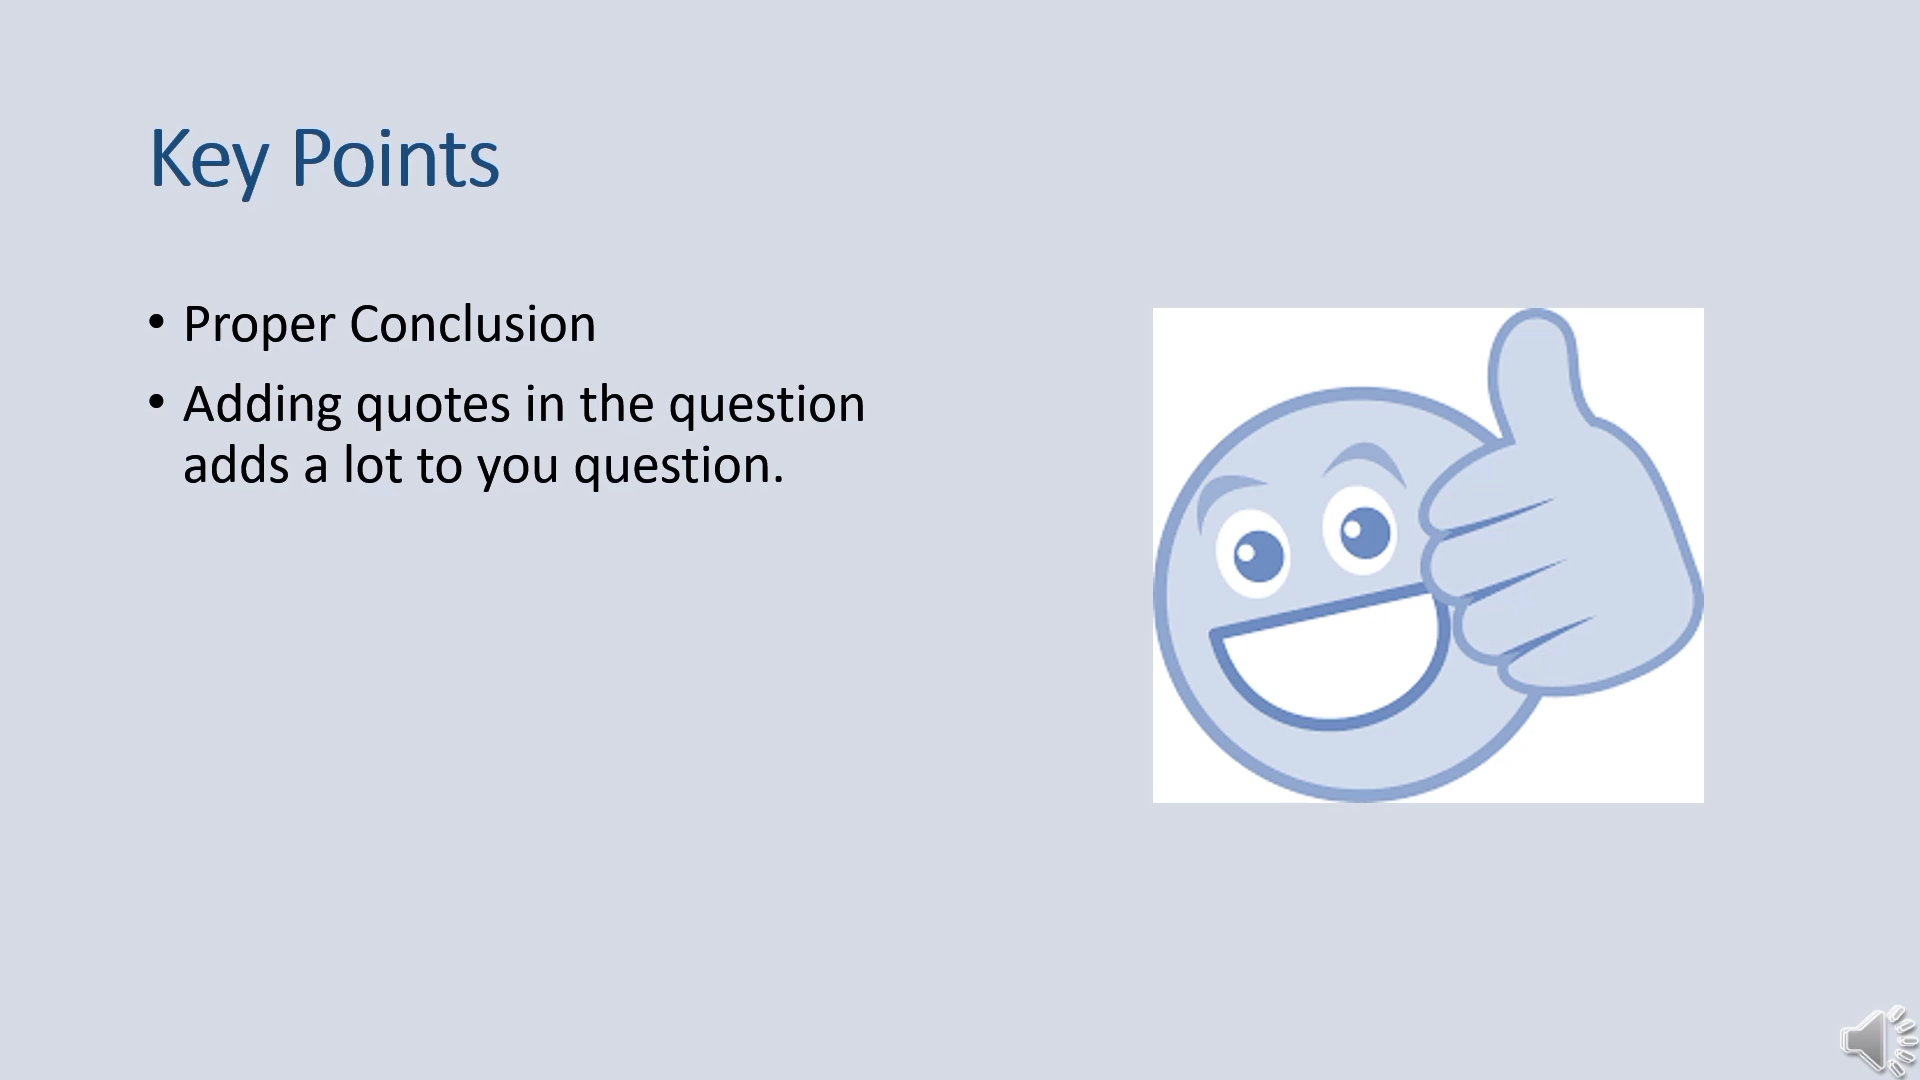 Key Points
• Proper Conclusion
• Adding quotes in the question
adds a lot to you question.